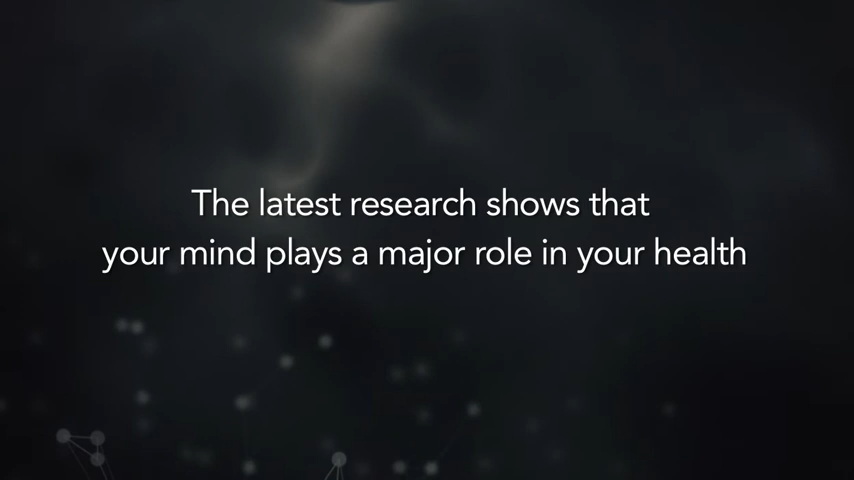 The latest research shows that
your mind plays a major role in your health